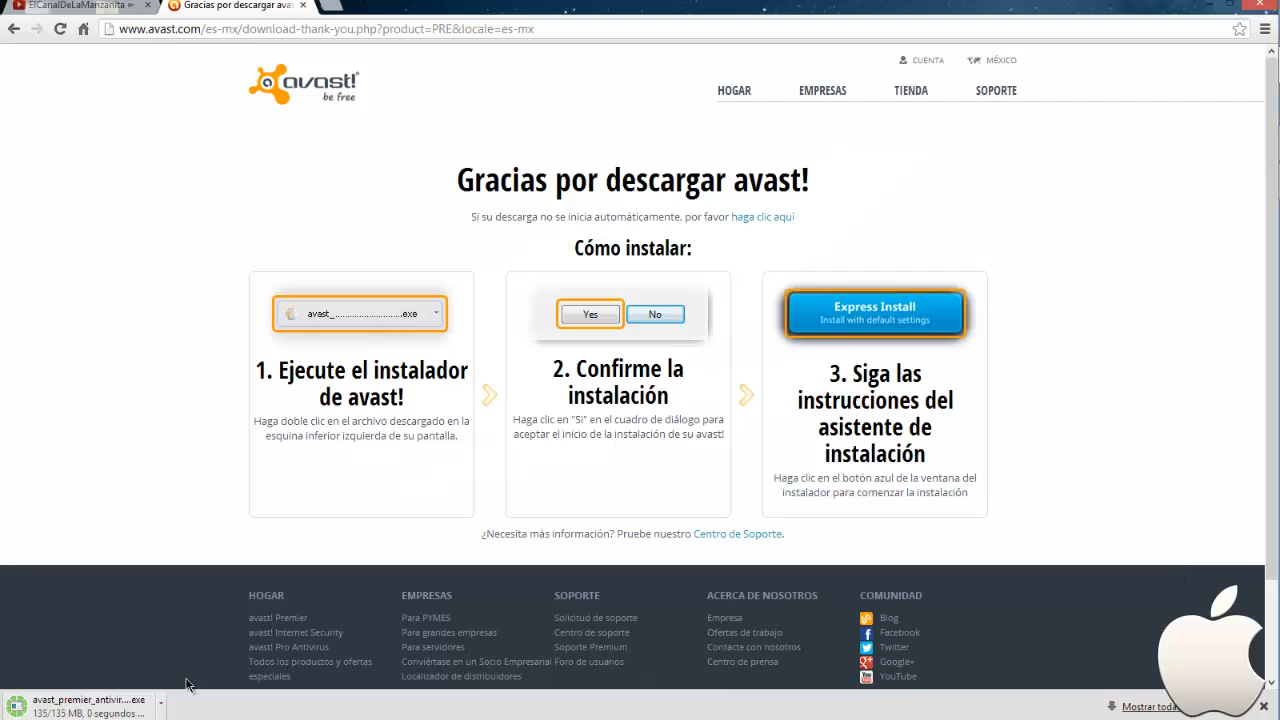 ElCanalDeLaManzanita
Gracias por descargar avas
www.avast.com/es-mx/download-thank-you.php?product=PRE&locale=es-mx
avast!
be free
CUENTA
MÉXICO
HOGAR
EMPRESAS
TIENDA
SOPORTE
Gracias por descargar avast!
Si su descarga no se inicia automáticamente, por favor haga clic aquí
Cómo instalar:
avast_............................exe
1. Ejecute el instalador
de avast!
Haga doble clic en el archivo descargado en la
esquina inferior izquierda de su pantalla.
Yes
No
2. Confirme la
instalación
Haga clic en "Si" en el cuadro de diálogo para
aceptar el inicio de la instalación de su avast!
Express Install
Install with default settings
3. Siga las
instrucciones del
asistente de
instalación
Haga clic en el botón azul de la ventana del
instalador para comenzar la instalación
¿Necesita más información? Pruebe nuestro Centro de Soporte.
HOGAR
avast! Premier
avast! Internet Security
avast! Pro Antivirus
Todos los productos y ofertas
especiales
EMPRESAS
Para PYMES
Para grandes empresas
Para servidores
Conviértase en un Socio Empresarial
Localizador de distribuidores
SOPORTE
Solicitud de soporte
Centro de soporte
Soporte Premium
Foro de usuarios
ACERCA DE NOSOTROS
Empresa
Ofertas de trabajo
Contacte con nosotros
Centro de prensa
COMUNIDAD
Blog
Facebook
Twitter
Google+
YouTube
avast_premier_antivir....exe
135/135 MB, 0 segundos ...
Mostrar toda